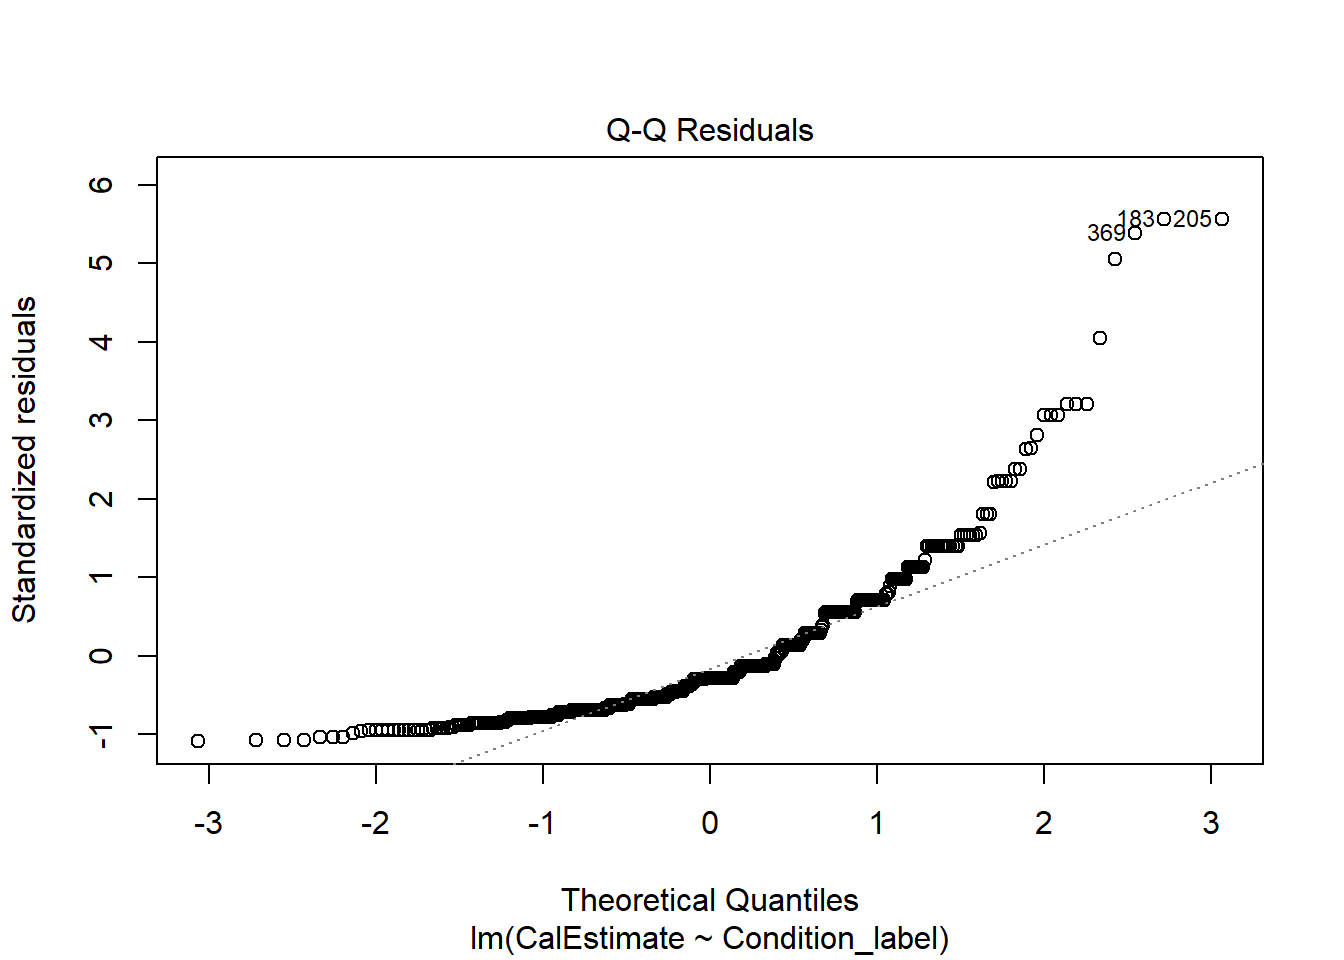 Q-Q Residuals
Standardized residuals
6
5
4
3
2
1
0
-1
183
205
369
-3 -2 -1 0 1 2 3
Theoretical Quantiles
lm(CalEstimate ~ Condition_label)